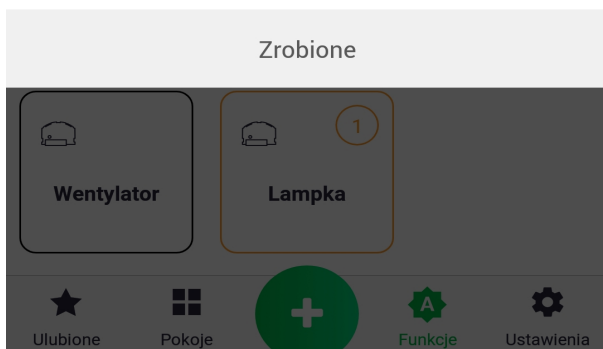 Zrobione
1
Wentylator
Lampka
+
A
Ulubione
Pokoje
Funkcje
Ustawienia